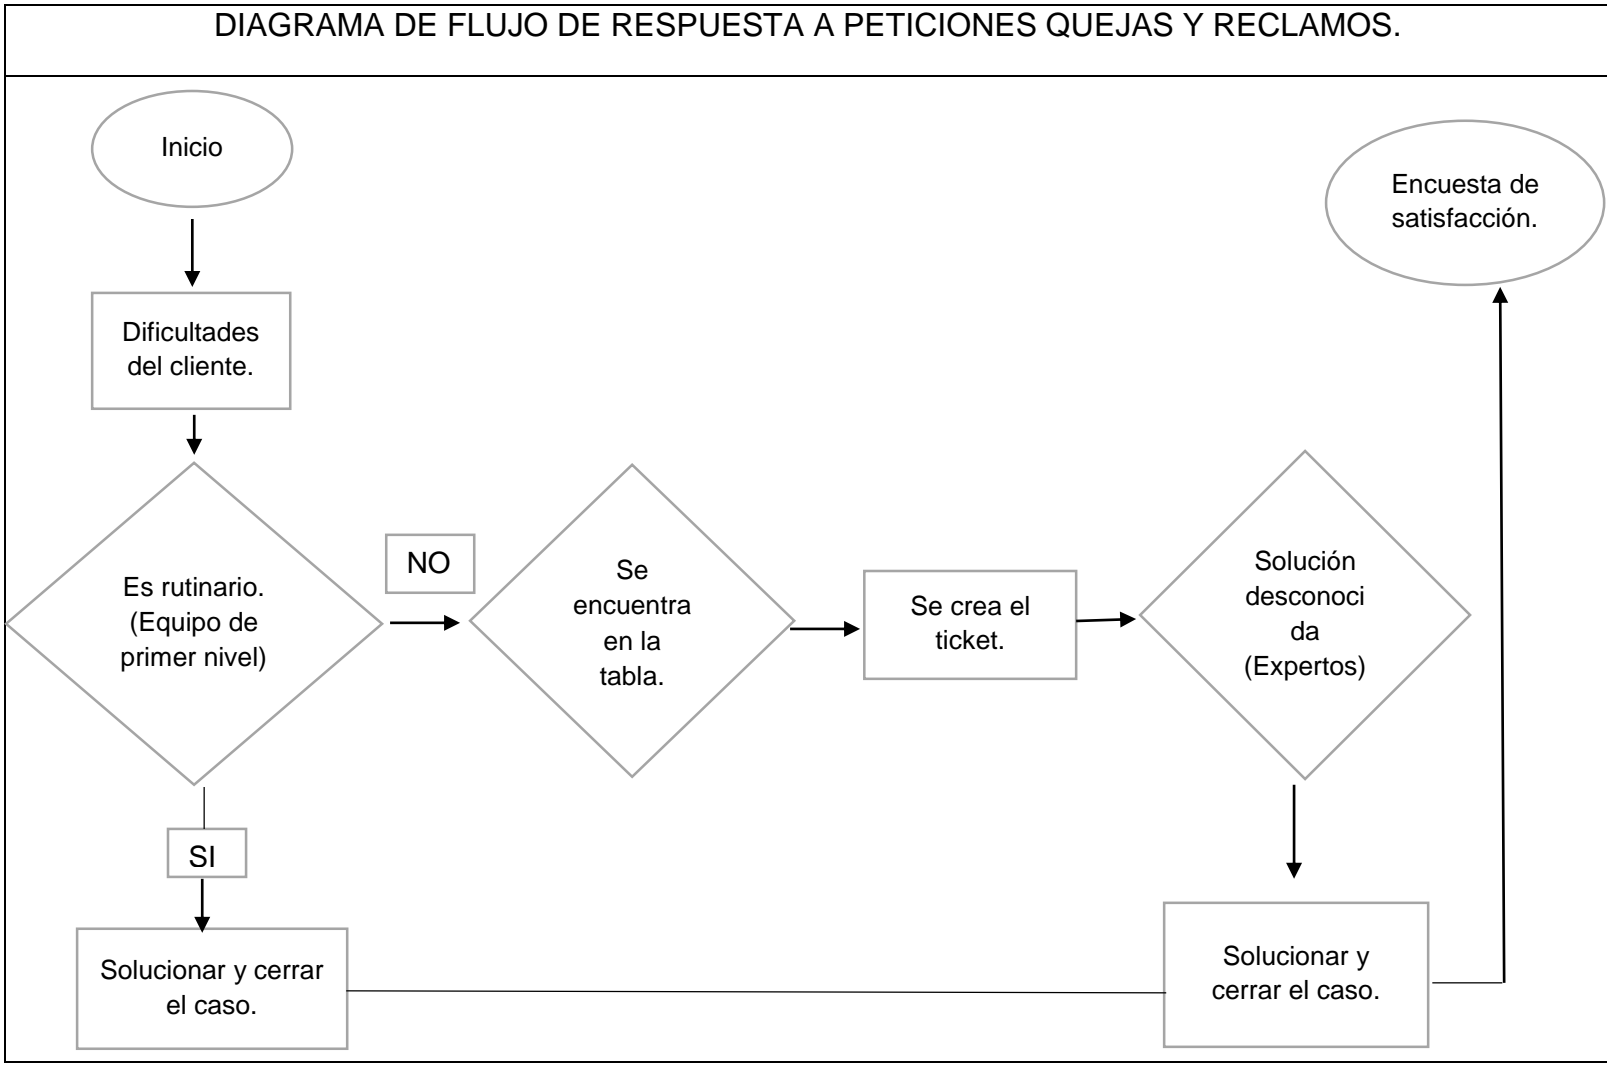 DIAGRAMA DE FLUJO DE RESPUESTA A PETICIONES QUEJAS Y RECLAMOS.
Inicio
Encuesta de
satisfacción.
Dificultades
del cliente.
Es rutinario.
(Equipo de
primer nivel)
NO
Se
encuentra
en la
tabla.
Se crea el
ticket.
Solución
desconoci
da
(Expertos)
SI
Solucionar y cerrar
el caso.
Solucionar y
cerrar el caso.